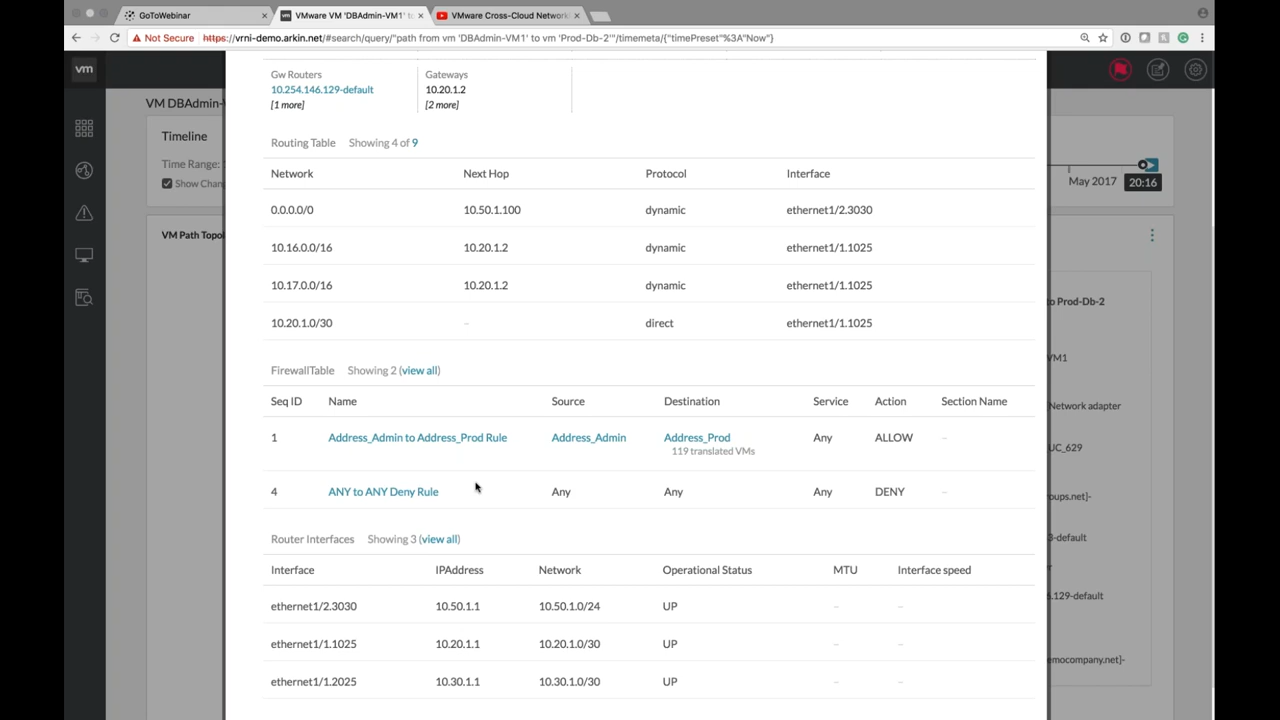 GoToWebinar
VMware VM 'DBAdmin-VM1' t
VMware Cross-Cloud Network
Not Secure https://vrni-demo.arkin.net/#search/query/"path from vm 'DBAdmin-VM1' to vm 'Prod-Db-2'"/timemeta/{"timePreset"%3A"Now"}
vm
VM DBAdmin-
Timeline
Time Range:
Show Chan
May 2017
20:16
VM Path Topol
Gw Routers
10.254.146.129-default
[1 more]
Gateways
10.20.1.2
[2 more]
Routing Table Showing 4 of 9
Network Next Hop Protocol Interface
0.0.0.0/0 10.50.1.100 dynamic ethernet1/2.3030
10.16.0.0/16 10.20.1.2 dynamic ethernet1/1.1025
10.17.0.0/16 10.20.1.2 dynamic ethernet1/1.1025
10.20.1.0/30 – direct ethernet1/1.1025
FirewallTable Showing 2 (view all)
Seq ID Name Source Destination Service Action Section Name
1 Address_Admin to Address_Prod Rule Address_Admin Address_Prod Any ALLOW –
119 translated VMs
4 ANY to ANY Deny Rule Any Any Any DENY –
Router Interfaces Showing 3 (view all)
Interface IPAddress Network Operational Status MTU Interface speed
ethernet1/2.3030 10.50.1.1 10.50.1.0/24 UP – –
ethernet1/1.1025 10.20.1.1 10.20.1.0/30 UP – –
ethernet1/1.2025 10.30.1.1 10.30.1.0/30 UP – –
to Prod-Db-2
VM1
[Network adapter
UC_629
oups.net]-
3-default
6.129-default
emocompany.net]-